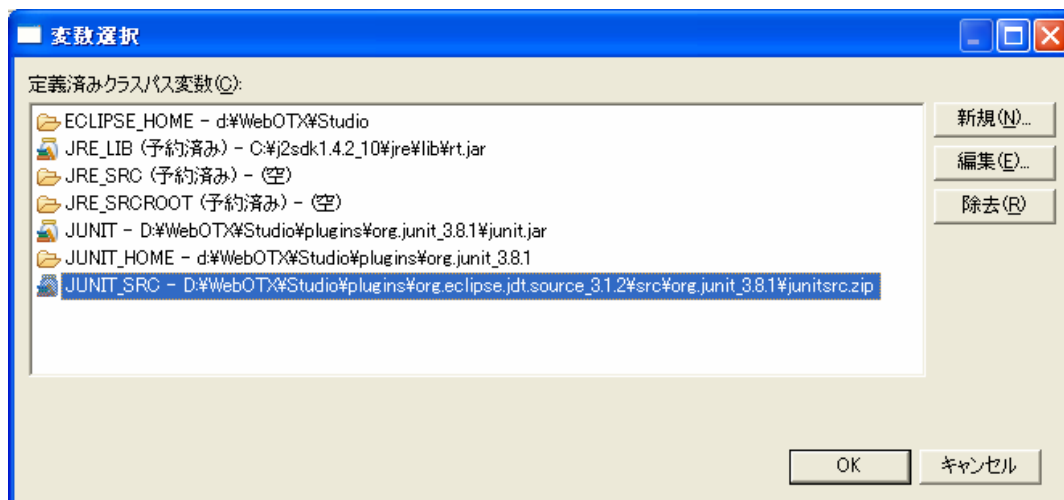 変数選択
定義済みクラスパス変数(C):
ECLIPSE_HOME - d:¥WebOTX¥Studio
JRE_LIB (予約済み) - C:¥j2sdk1.4.2_10¥jre¥lib¥rt.jar
JRE_SRC (予約済み) - (空)
JRE_SRCROOT (予約済み) - (空)
JUNIT - D:¥WebOTX¥Studio¥plugins¥org.junit_3.8.1¥junit.jar
JUNIT_HOME - d:¥WebOTX¥Studio¥plugins¥org.junit_3.8.1
JUNIT_SRC - D:¥WebOTX¥Studio¥plugins¥org.eclipse.jdt.source_3.1.2¥src¥org.junit_3.8.1¥junitsrc.zip
新規(N)...
編集(E)...
除去(R)
OK
キャンセル